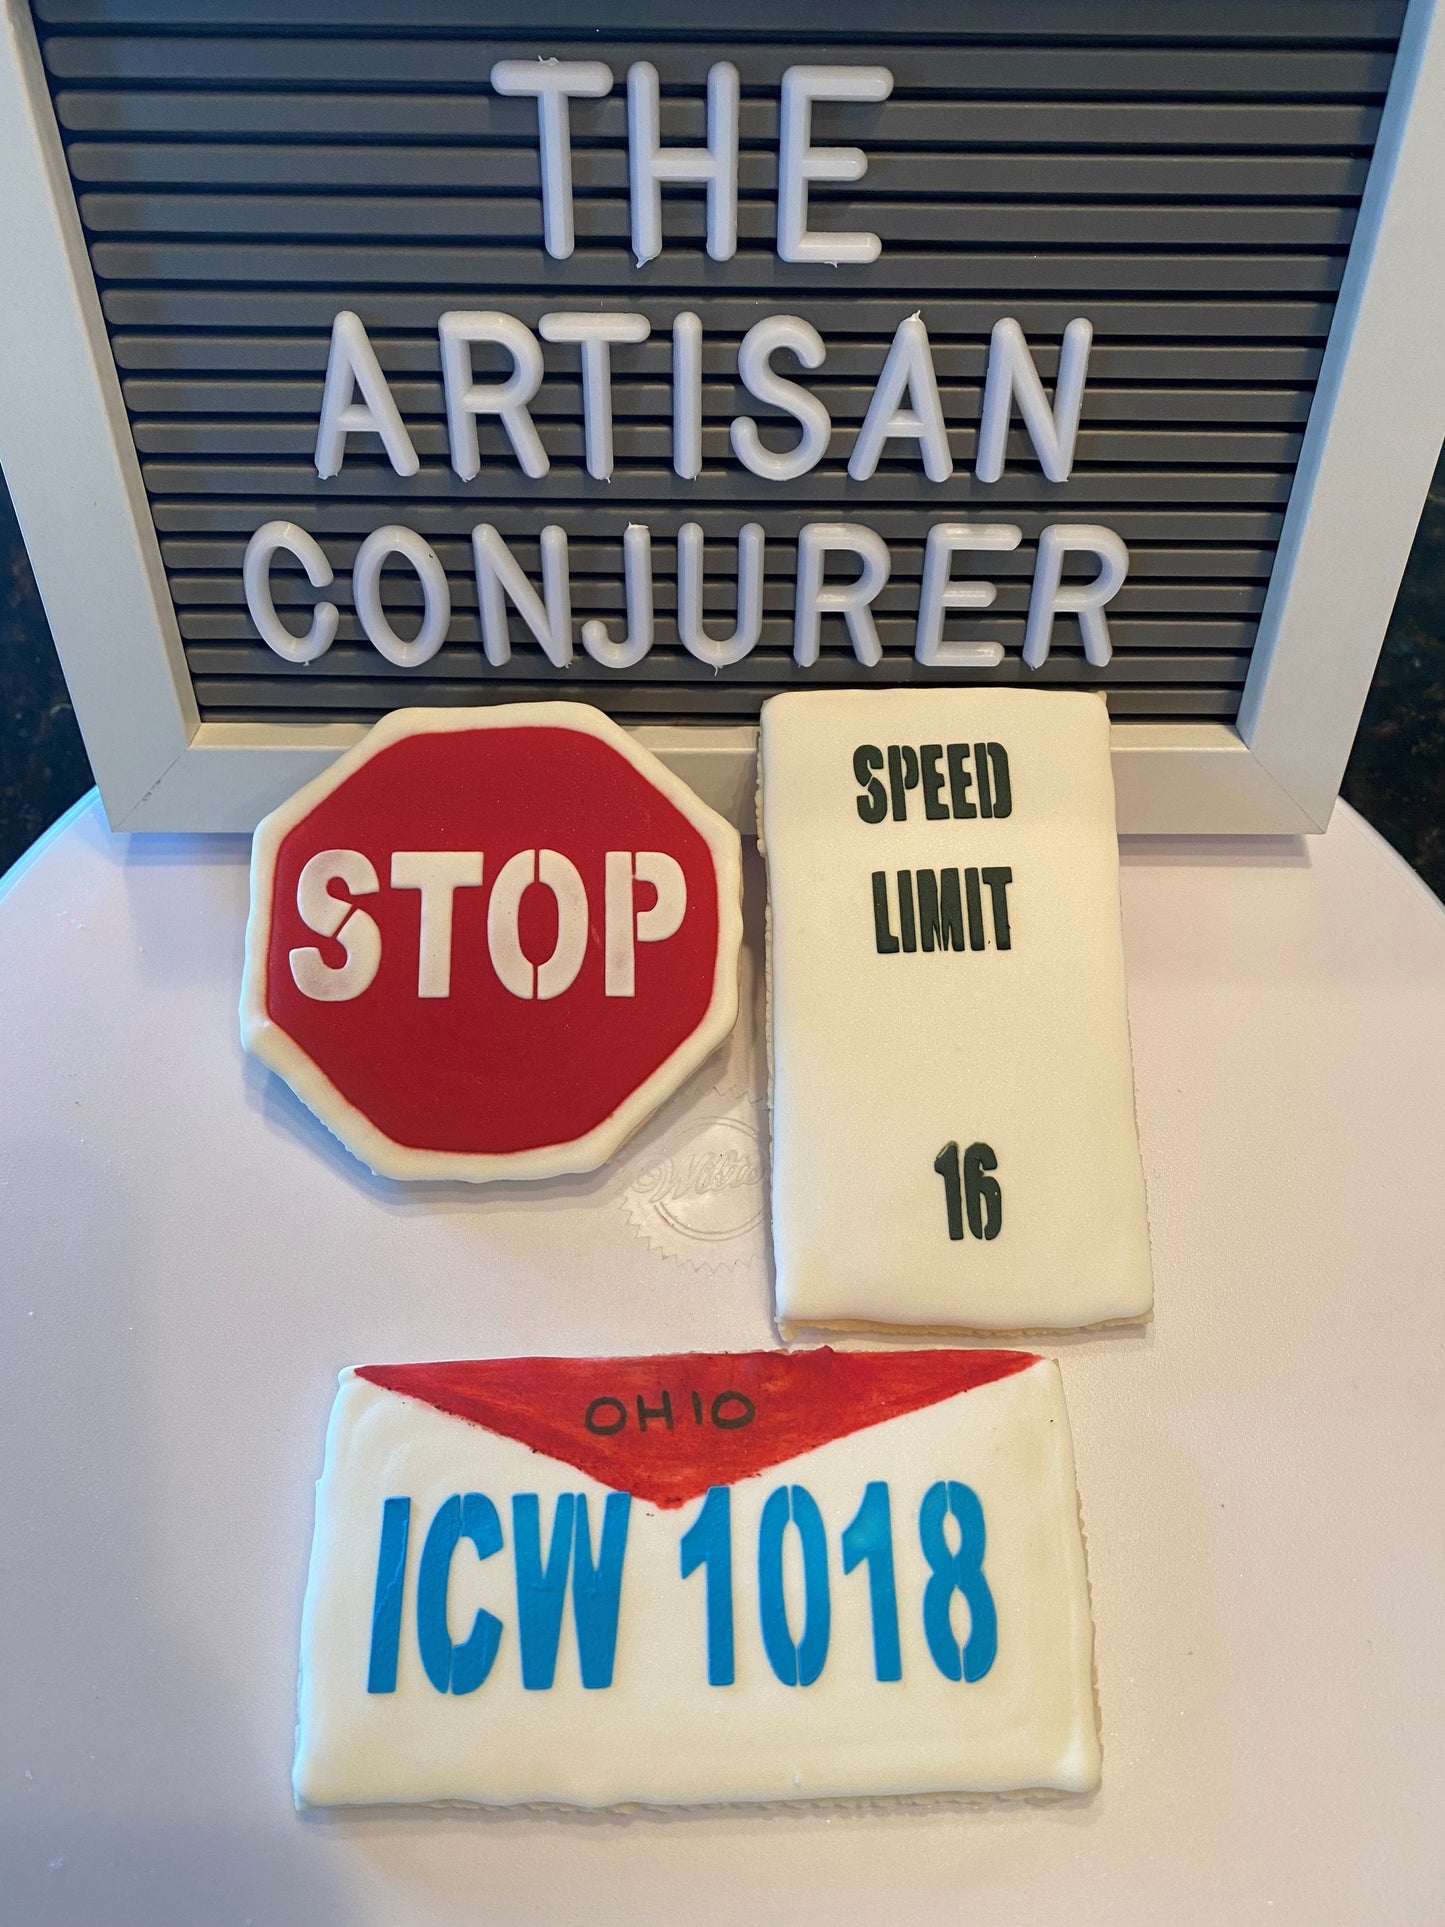 THE
ARTISAN
CONJURER
STOP
SPEED
LIMIT
16
OHIO
ICW 1018